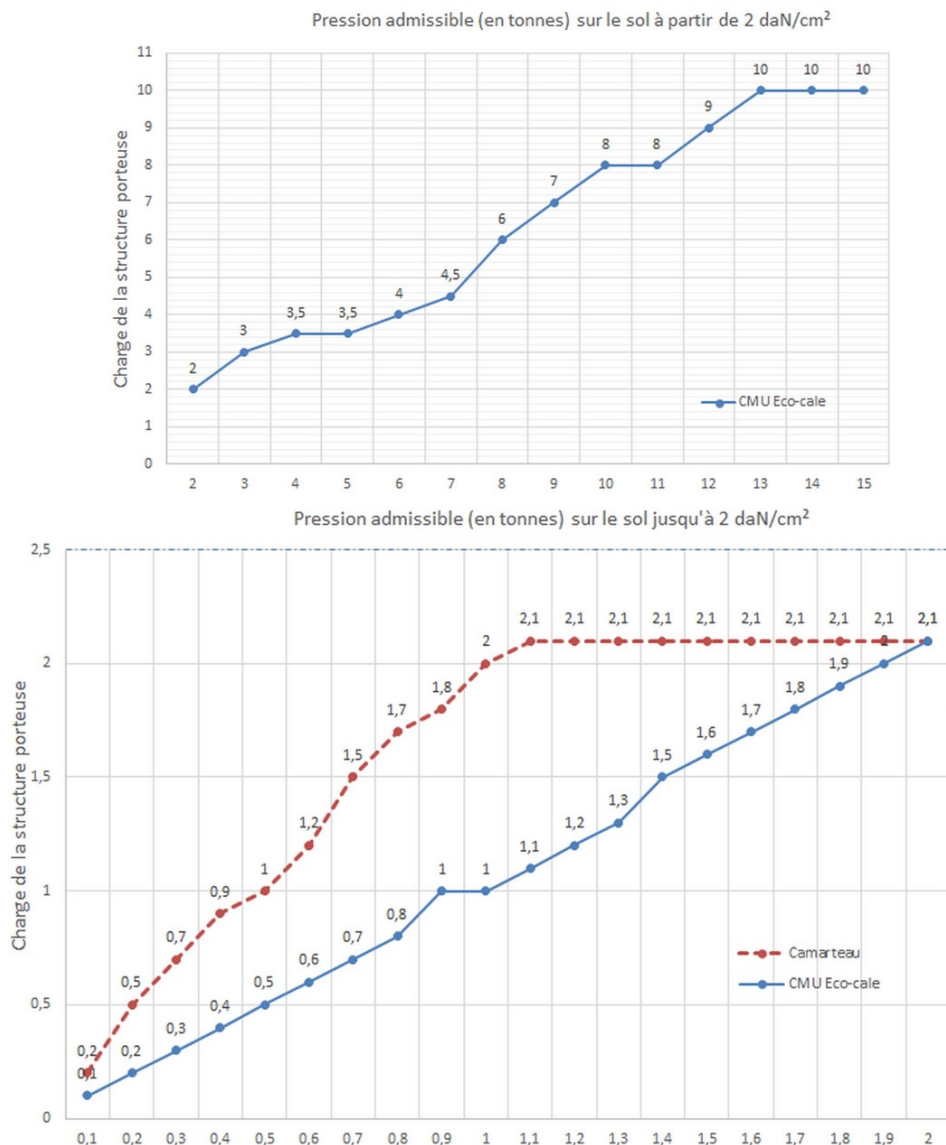 Pression admissible (en tonnes) sur le sol à partir de 2 daN/cm²
Charge de la structure porteuse
11
10
9
8
7
6
5
4
3
2
1
0
2
3
3,5
3,5
4
4,5
6
7
8
8
9
10
10
10
CMU Eco-cale
2 3 4 5 6 7 8 9 10 11 12 13 14 15
Pression admissible (en tonnes) sur le sol jusqu'à 2 daN/cm²
Charge de la structure porteuse
2,5
2
1,5
1
0,5
0
0,2 0,5 0,7 0,9 1 1,2 1,5 1,7 1,8 2 2,1 2,1 2,1 2,1 2,1 2,1 2,1 2,1 2,1 2,1
0,1 0,2 0,3 0,4 0,5 0,6 0,7 0,8 1 1 1,1 1,2 1,3 1,5 1,6 1,7 1,8 1,9 2 2,1
Camarteau
CMU Eco-cale
0,1 0,2 0,3 0,4 0,5 0,6 0,7 0,8 0,9 1 1,1 1,2 1,3 1,4 1,5 1,6 1,7 1,8 1,9 2